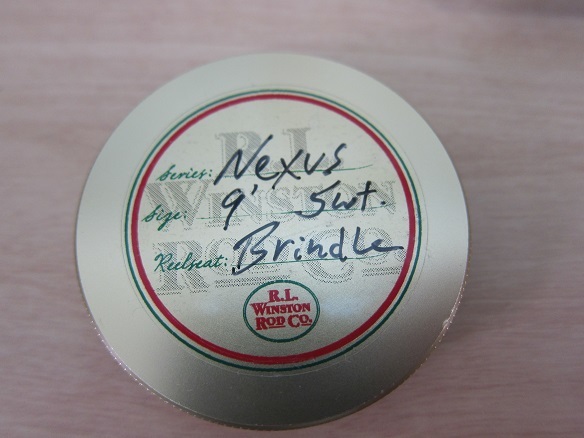 R.L.
WINSTON
ROD CO.
Series: Nexus
Size: 9' 5wt.
Reelseat: Brindle
R.L.
WINSTON
ROD CO.